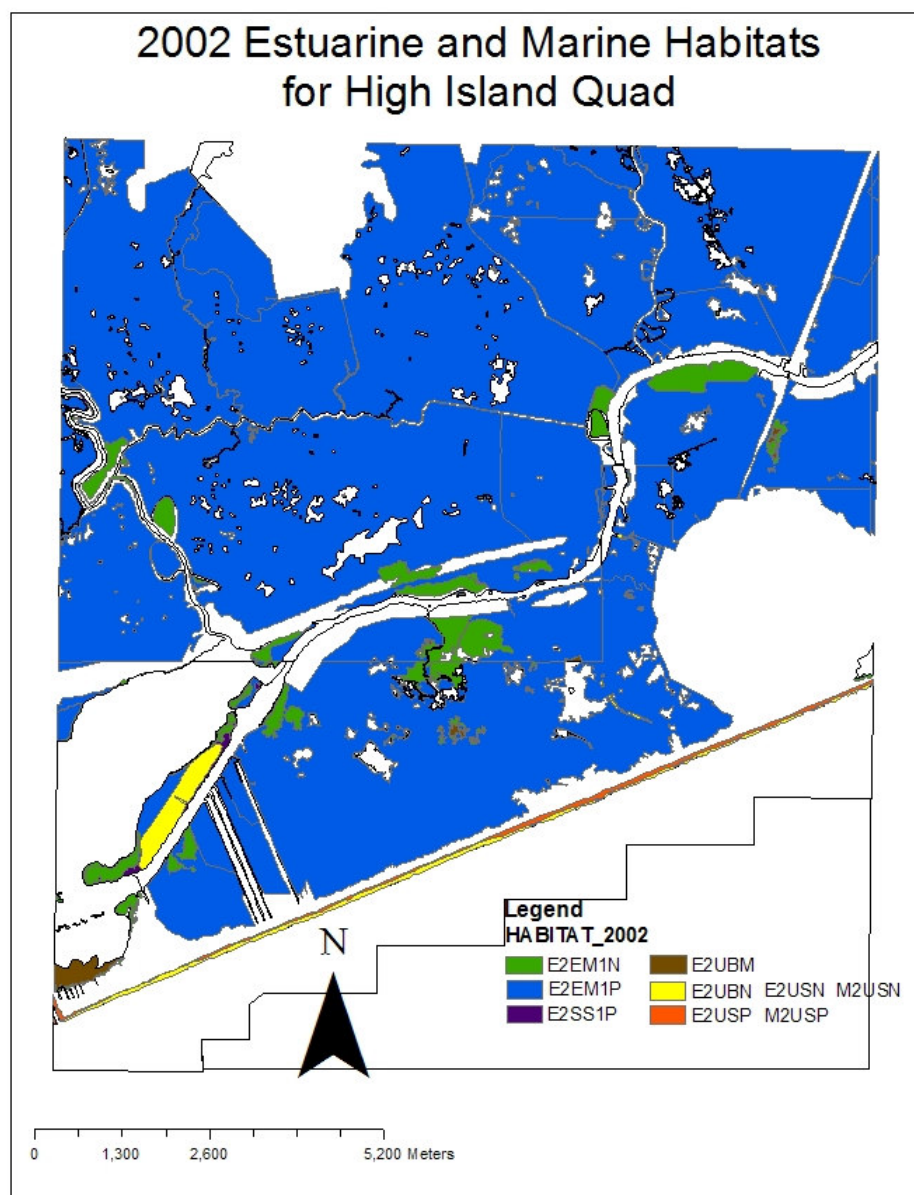 2002 Estuarine and Marine Habitats
for High Island Quad
N
Legend
HABITAT_2002
E2EM1N
E2EM1P
E2SS1P
E2UBM
E2UBN E2USN M2USN
E2USP M2USP
0 1,300 2,600 5,200 Meters